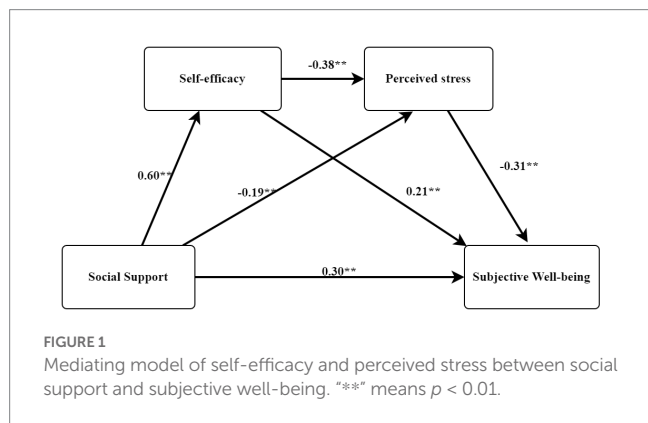 -0.38**
Self-efficacy
Perceived stress
0.60**
-0.19**
0.21**
-0.31**
Social Support
0.30**
Subjective Well-being
FIGURE 1
Mediating model of self-efficacy and perceived stress between social
support and subjective well-being. “**” means p < 0.01.